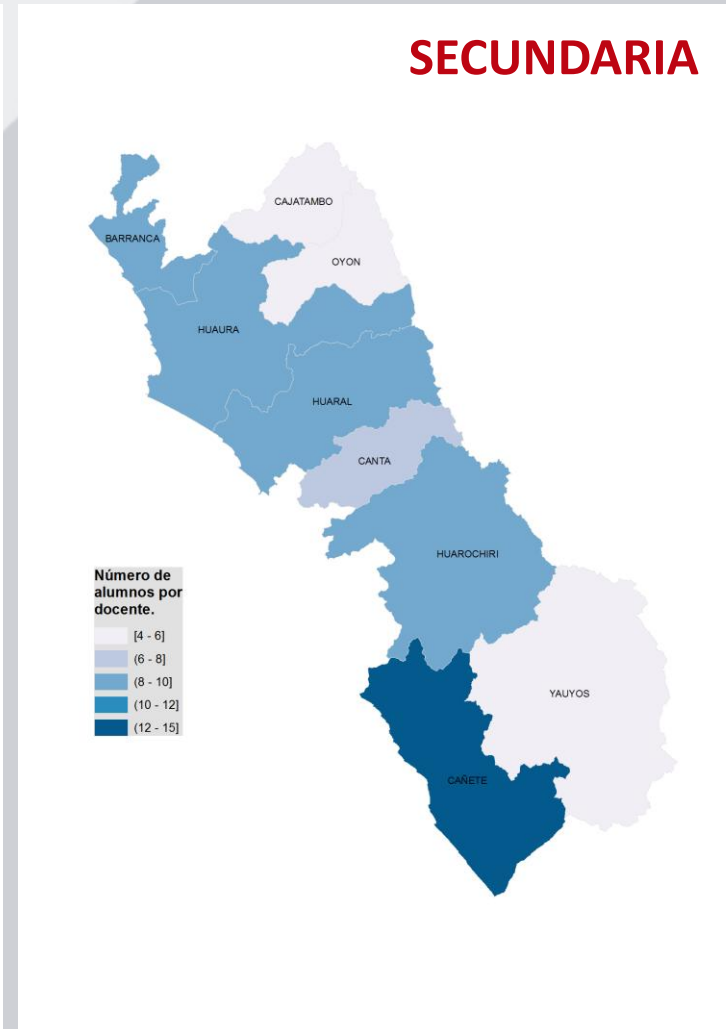 SECUNDARIA
CAJATAMBO
BARRANCA
OYON
HUAURA
HUARAL
CANTA
HUAROCHIRI
YAUYOS
CAÑETE
Número de
alumnos por
docente.
[4 - 6]
(6 - 8]
(8 - 10]
(10 - 12]
(12 - 15]